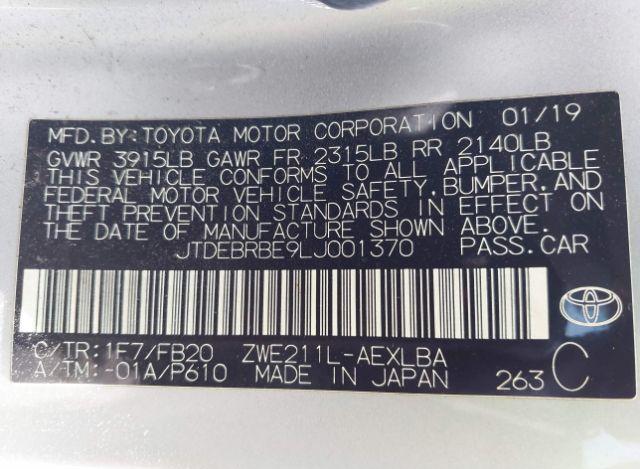 MFD.BY:TOYOTA MOTOR CORPORATION 01/19
GVWR 3915LB GAWR FR 2315LB RR 2140LB
THIS VEHICLE CONFORMS TO ALL APPLICABLE
FEDERAL MOTOR VEHICLE SAFETY, BUMPER,AND
THEFT PREVENTION STANDARDS IN EFFECT ON
THE DATE OF MANUFACTURE SHOWN ABOVE.
JTDEBRBE9LJ001370 PASS.CAR
C/TR:1F7/FB20 ZWE211L-AEXLBA
A/TM:-01A/P610 MADE IN JAPAN 263 C